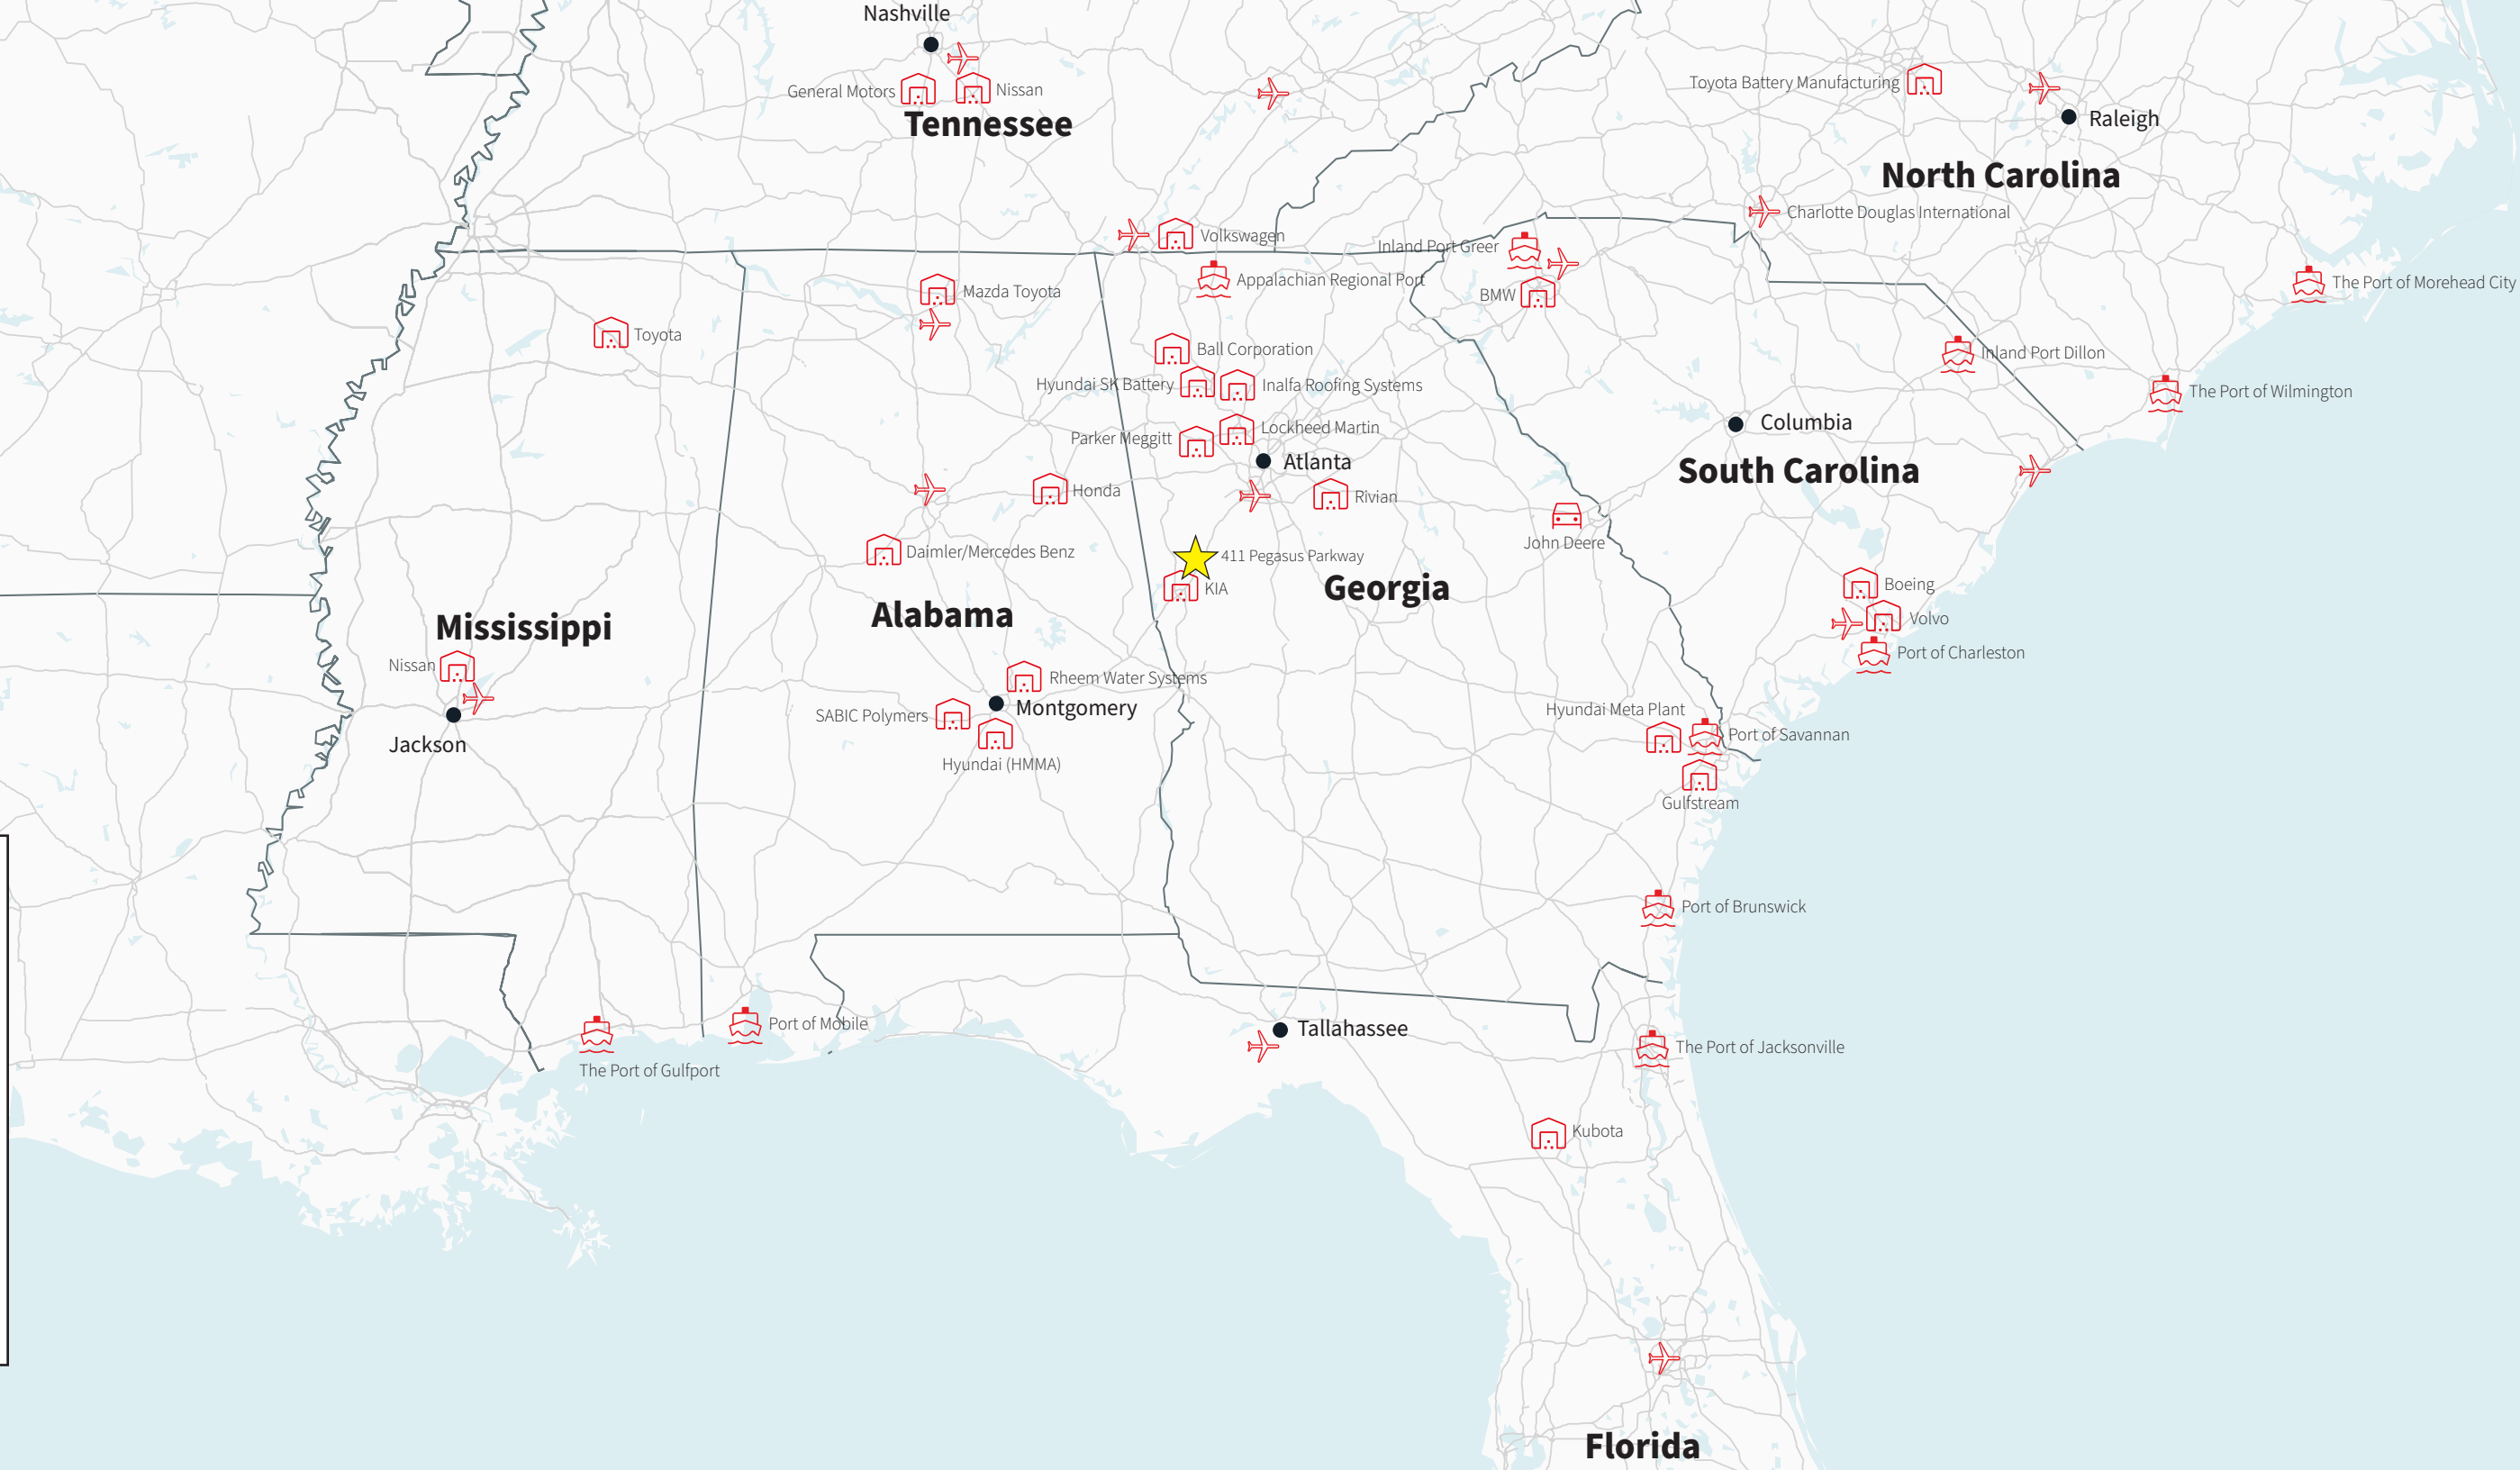 Nashville
General Motors
Nissan
Tennessee
Toyota Battery Manufacturing
Raleigh
North Carolina
Charlotte Douglas International
Volkswagen
Inland Port Greer
Appalachian Regional Port
The Port of Morehead City
Mazda Toyota
BMW
Toyota
Ball Corporation
Inland Port Dillon
Hyundai SK Battery
Inalfa Roofing Systems
The Port of Wilmington
Parker Meggitt
Lockheed Martin
Columbia
Atlanta
South Carolina
Honda
Rivian
John Deere
Daimler/Mercedes Benz
411 Pegasus Parkway
KIA
Georgia
Boeing
Alabama
Volvo
Mississippi
Port of Charleston
Nissan
Rheem Water Systems
SABIC Polymers
Montgomery
Hyundai Meta Plant
Port of Savannan
Jackson
Hyundai (HMMA)
Gulfstream
Port of Brunswick
Port of Mobile
Tallahassee
The Port of Jacksonville
The Port of Gulfport
Kubota
Florida